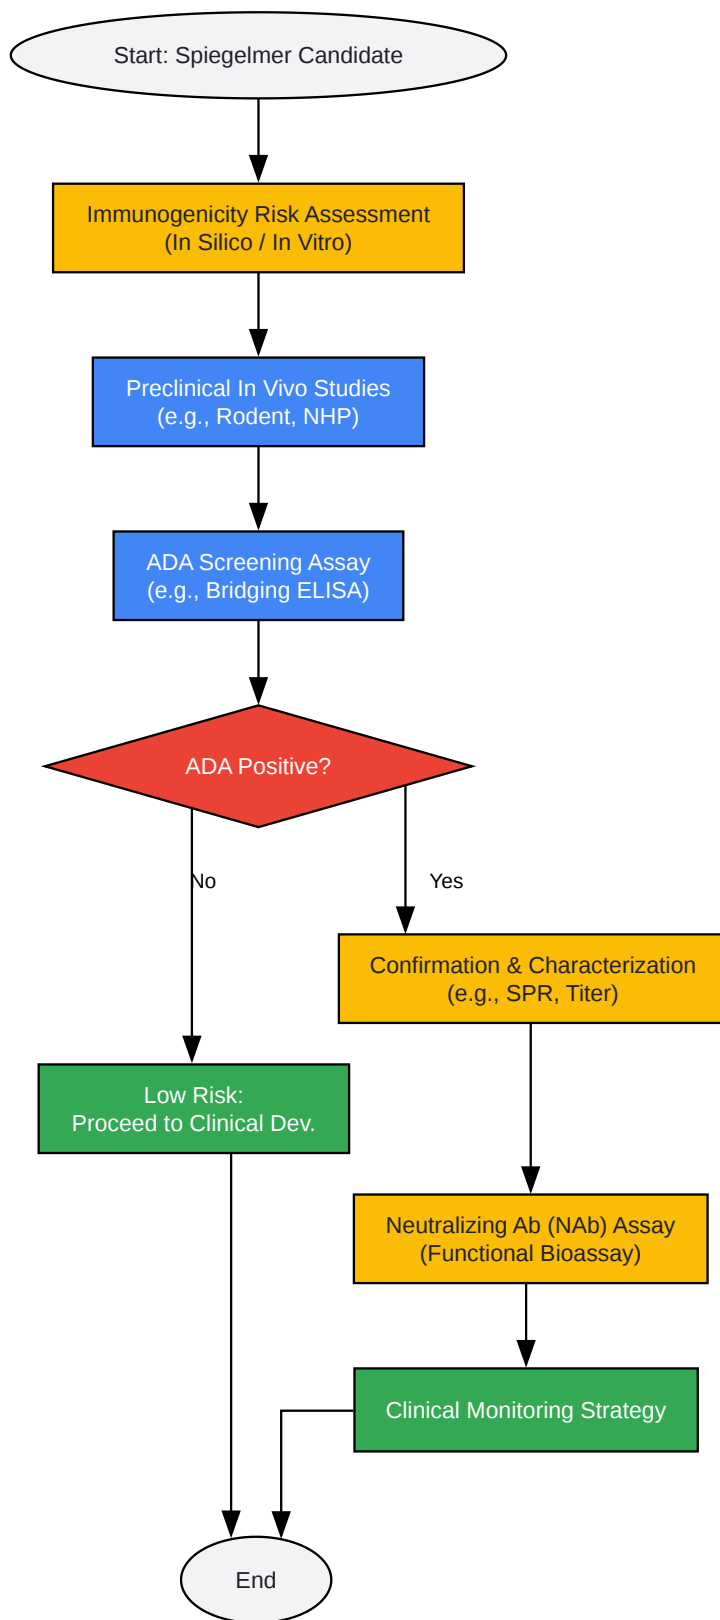 Start: Spiegelmer Candidate
Immunogenicity Risk Assessment
(In Silico / In Vitro)
Preclinical In Vivo Studies
(e.g., Rodent, NHP)
ADA Screening Assay
(e.g., Bridging ELISA)
ADA Positive?
No
Yes
Confirmation & Characterization
(e.g., SPR, Titer)
Low Risk:
Proceed to Clinical Dev.
Neutralizing Ab (NAb) Assay
(Functional Bioassay)
Clinical Monitoring Strategy
End